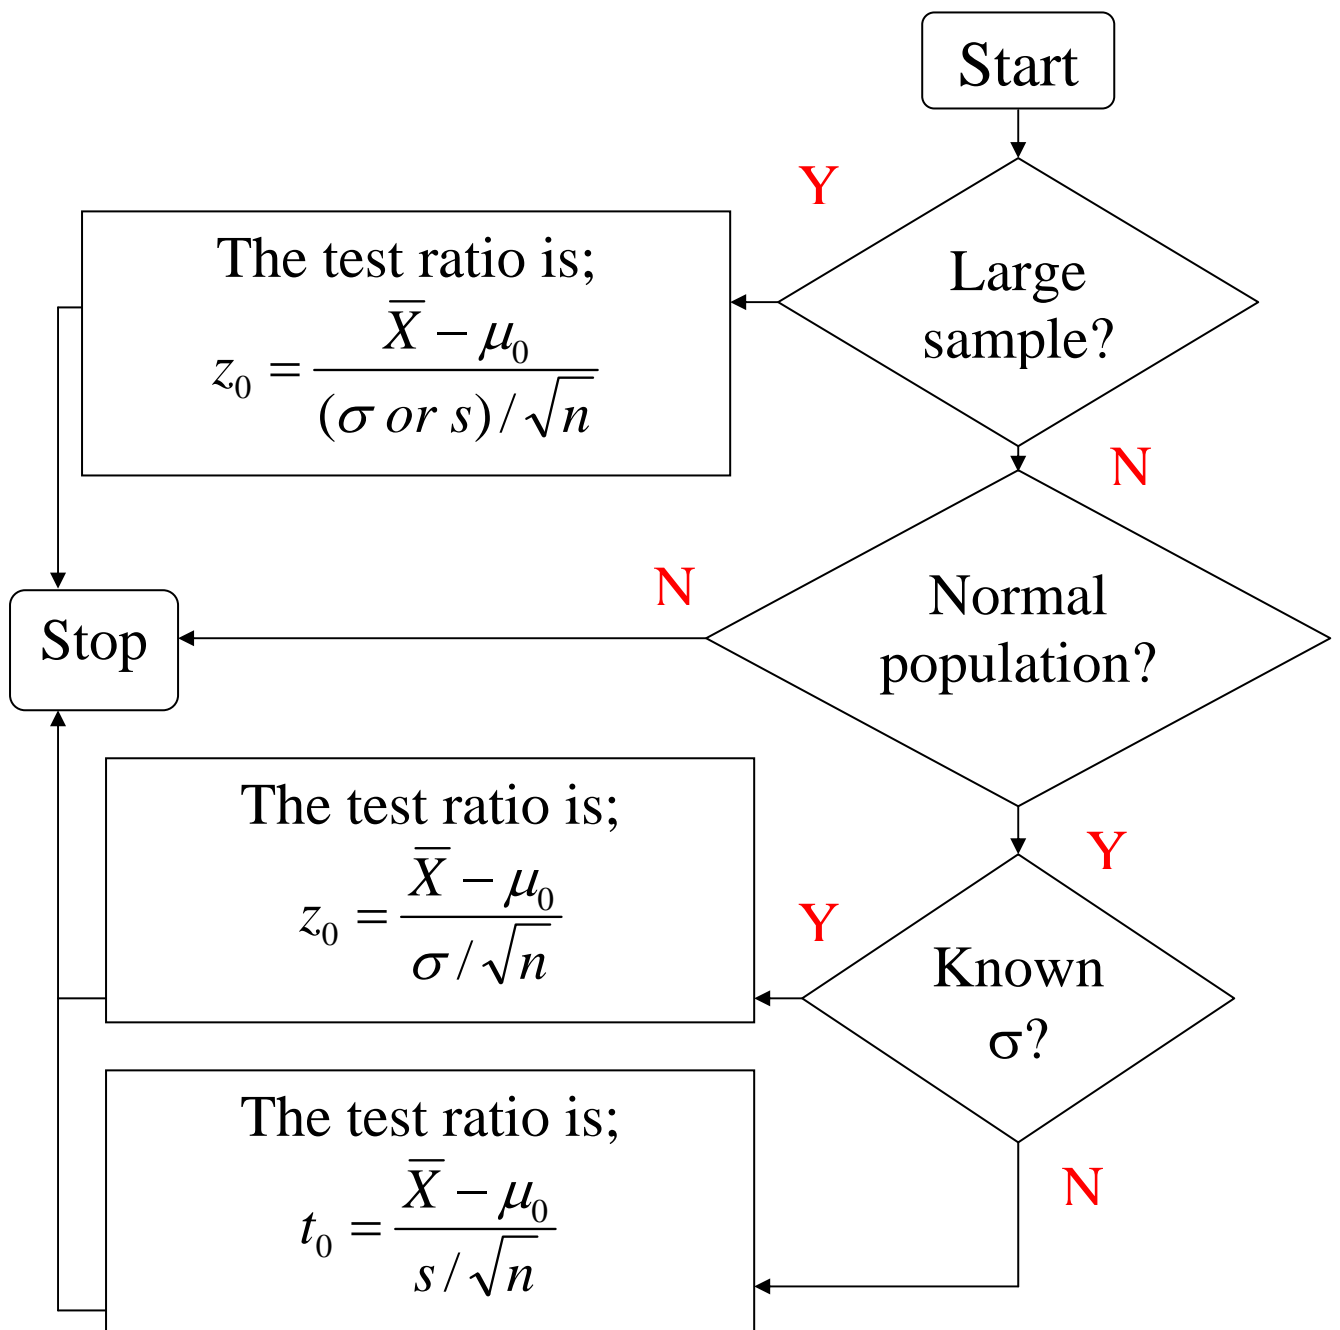 Start
Y
Large
sample?
The test ratio is;
z₀ = (X̅ − μ₀) / ((σ or s) / √n)
N
Normal
population?
N
Stop
Y
Known
σ?
Y
The test ratio is;
z₀ = (X̅ − μ₀) / (σ / √n)
N
The test ratio is;
t₀ = (X̅ − μ₀) / (s / √n)